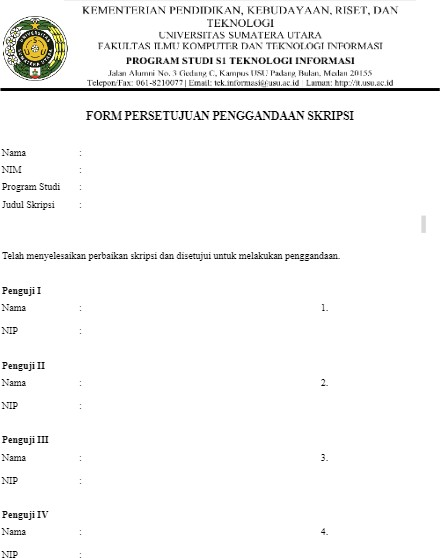 KEMENTERIAN PENDIDIKAN, KEBUDAYAAN, RISET, DAN
TEKNOLOGI
UNIVERSITAS SUMATERA UTARA
FAKULTAS ILMU KOMPUTER DAN TEKNOLOGI INFORMASI
PROGRAM STUDI S1 TEKNOLOGI INFORMASI
Jalan Alumni No. 3 Gedung C, Kampus USU Padang Bulan, Medan 20155
Telepon/Fax: 061-8210077 | Email: tek.informasi@usu.ac.id | Laman: http://it.usu.ac.id
FORM PERSETUJUAN PENGGANDAAN SKRIPSI
Nama :
NIM :
Program Studi :
Judul Skripsi :
Telah menyelesaikan perbaikan skripsi dan disetujui untuk melakukan penggandaan.
Penguji I
Nama : 1.
NIP :
Penguji II
Nama : 2.
NIP :
Penguji III
Nama : 3.
NIP :
Penguji IV
Nama : 4.
NIP :